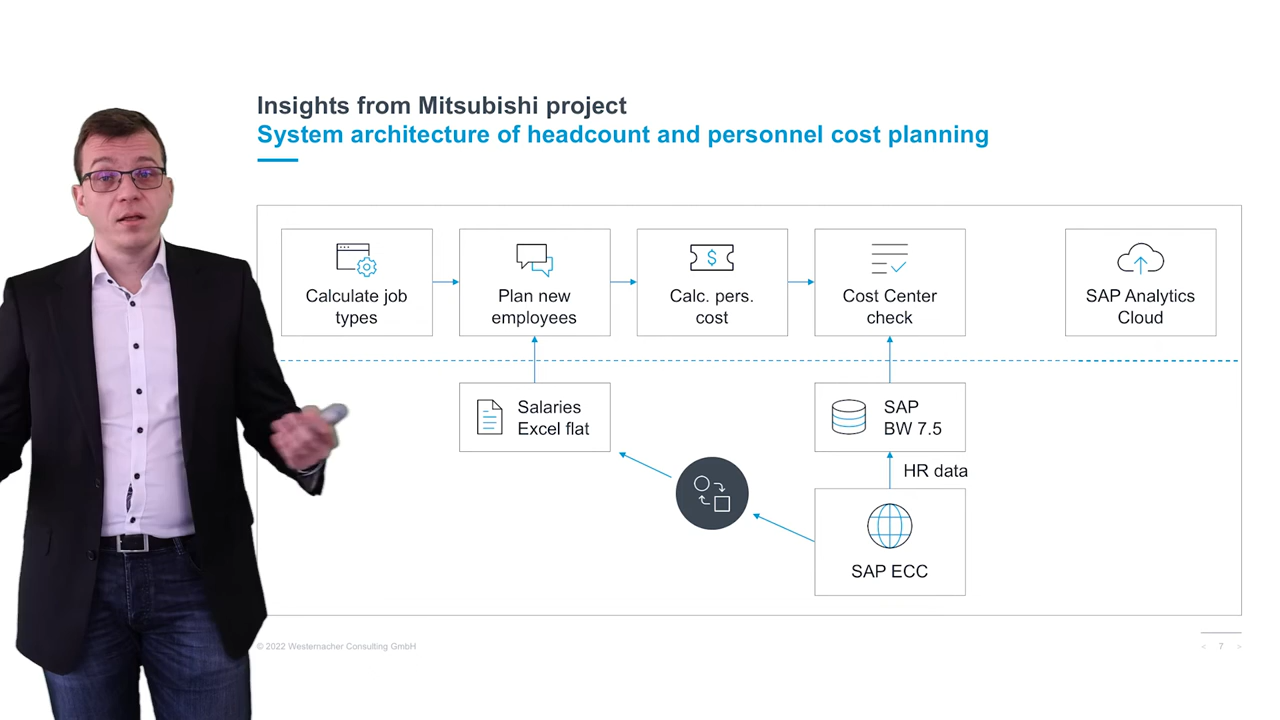 Insights from Mitsubishi project
System architecture of headcount and personnel cost planning
Calculate job
types
Plan new
employees
$
Calc. pers.
cost
Cost Center
check
SAP Analytics
Cloud
Salaries
Excel flat
SAP
BW 7.5
HR data
SAP ECC
© 2022 Westernacher Consulting GmbH
< 7 >